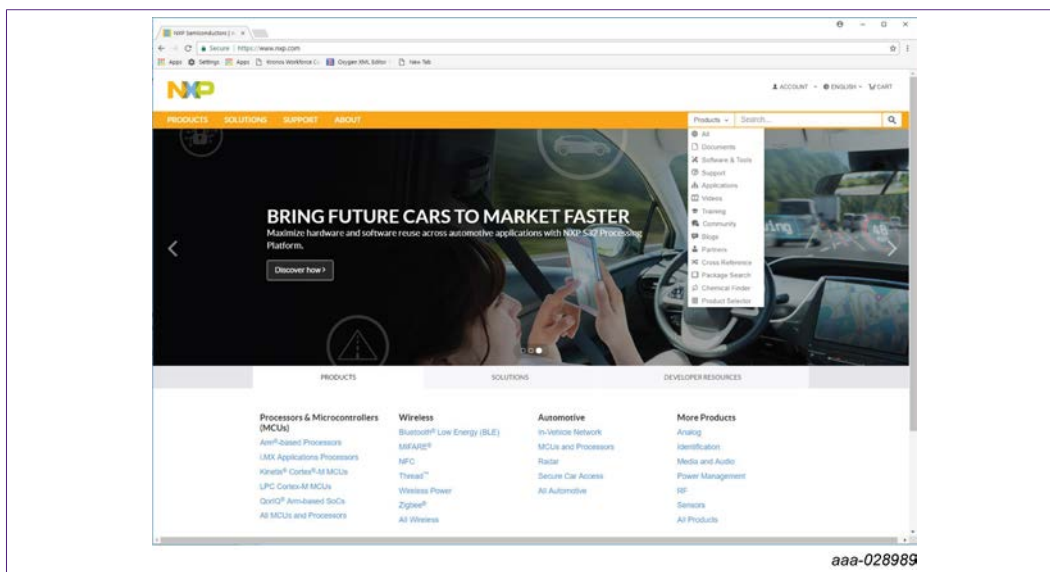 NXP Semiconductors |
Secure | https://www.nxp.com
Apps Settings Apps Kronos Workforce Ce Oxygen XML Editor New Tab
NXP
ACCOUNT ENGLISH CART
PRODUCTS SOLUTIONS SUPPORT ABOUT
Products Search...
All
Documents
Software & Tools
Support
Applications
Videos
Training
Community
Blogs
Partners
Cross Reference
Package Search
Chemical Finder
Product Selector
BRING FUTURE CARS TO MARKET FASTER
Maximize hardware and software reuse across automotive applications with NXP S32 Processing
Platform.
Discover how >
PRODUCTS SOLUTIONS DEVELOPER RESOURCES
Processors & Microcontrollers
(MCUs)
Arm®-based Processors
i.MX Applications Processors
Kinetis® Cortex®-M MCUs
LPC Cortex-M MCUs
QorIQ® Arm-based SoCs
All MCUs and Processors
Wireless
Bluetooth® Low Energy (BLE)
MIFARE®
NFC
Thread™
Wireless Power
Zigbee®
All Wireless
Automotive
In-Vehicle Network
MCUs and Processors
Radar
Secure Car Access
All Automotive
More Products
Analog
Identification
Media and Audio
Power Management
RF
Sensors
All Products
aaa-028989